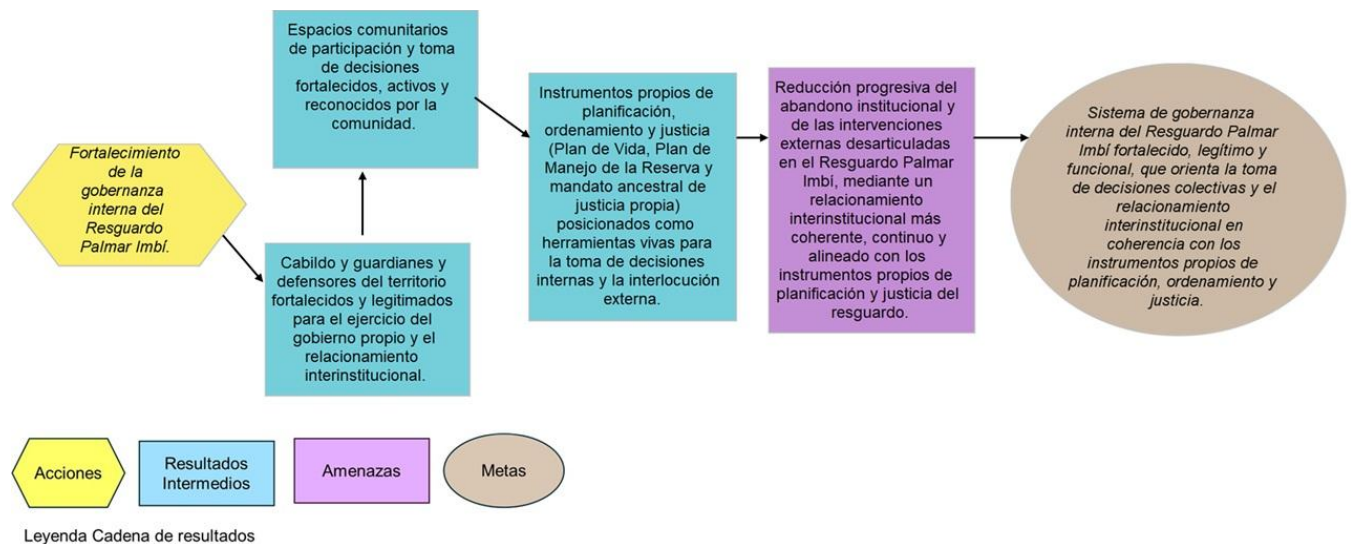 Fortalecimiento
de la
gobernanza
interna del
Resguardo
Palmar Imbí.
Cabildo y guardianes y
defensores del territorio
fortalecidos y legitimados
para el ejercicio del
gobierno propio y el
relacionamiento
interinstitucional.
Espacios comunitarios
de participación y toma
de decisiones
fortalecidos, activos y
reconocidos por la
comunidad.
Instrumentos propios de
planificación,
ordenamiento y justicia
(Plan de Vida, Plan de
Manejo de la Reserva y
mandato ancestral de
justicia propia)
posicionados como
herramientas vivas para
la toma de decisiones
internas y la interlocución
externa.
Reducción progresiva del
abandono institucional y
de las intervenciones
externas desarticuladas
en el Resguardo Palmar
Imbí, mediante un
relacionamiento
interinstitucional más
coherente, continuo y
alineado con los
instrumentos propios de
planificación y justicia del
resguardo.
Sistema de gobernanza
interna del Resguardo Palmar
Imbí fortalecido, legítimo y
funcional, que orienta la toma
de decisiones colectivas y el
relacionamiento
interinstitucional en
coherencia con los
instrumentos propios de
planificación, ordenamiento y
justicia.
Acciones
Resultados
Intermedios
Amenazas
Metas
Leyenda Cadena de resultados